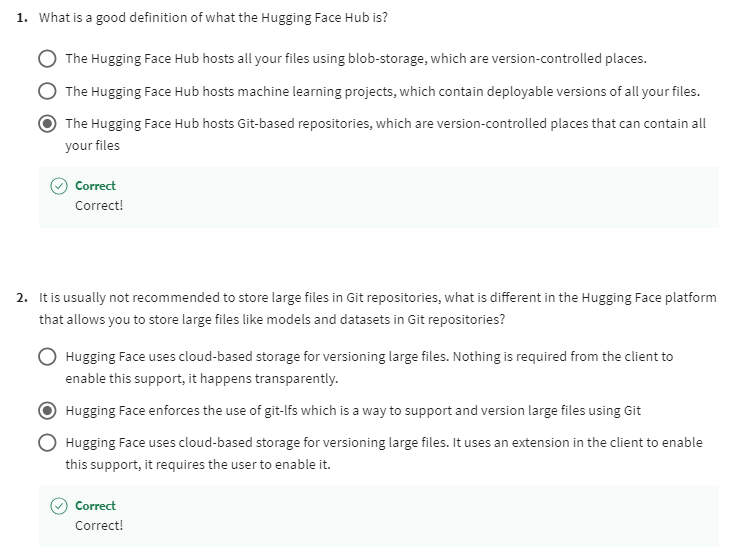 1. What is a good definition of what the Hugging Face Hub is?
The Hugging Face Hub hosts all your files using blob-storage, which are version-controlled places.
The Hugging Face Hub hosts machine learning projects, which contain deployable versions of all your files.
The Hugging Face Hub hosts Git-based repositories, which are version-controlled places that can contain all
your files
Correct
Correct!
2. It is usually not recommended to store large files in Git repositories, what is different in the Hugging Face platform
that allows you to store large files like models and datasets in Git repositories?
Hugging Face uses cloud-based storage for versioning large files. Nothing is required from the client to
enable this support, it happens transparently.
Hugging Face enforces the use of git-lfs which is a way to support and version large files using Git
Hugging Face uses cloud-based storage for versioning large files. It uses an extension in the client to enable
this support, it requires the user to enable it.
Correct
Correct!